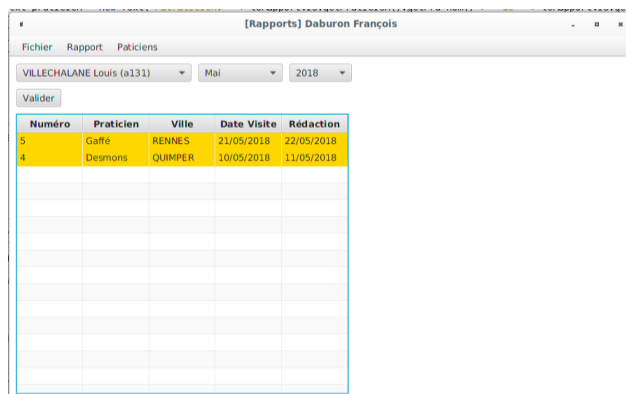 [Rapports] Daburon François
Fichier Rapport Paticiens
VILLECHALANE Louis (a131) Mai 2018
Valider
Numéro Praticien Ville Date Visite Rédaction
5 Gaffé RENNES 21/05/2018 22/05/2018
4 Desmons QUIMPER 10/05/2018 11/05/2018